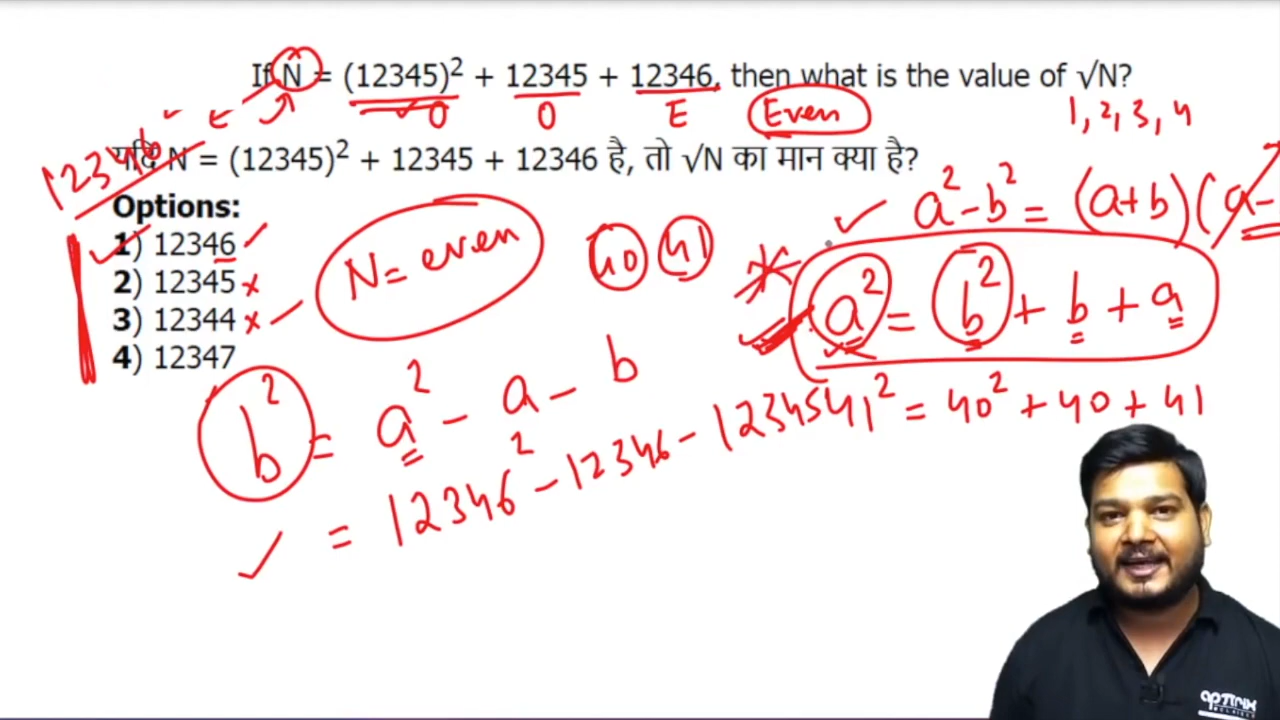 If N = (12345)² + 12345 + 12346, then what is the value of √N?
O O E Even
E
1, 2, 3, 4
12346
यदि N = (12345)² + 12345 + 12346 है, तो √N का मान क्या है?
Options:
1) 12346
2) 12345
3) 12344
4) 12347
N = even
40 41
a² - b² = (a+b)(a-
a² = b² + b + a
b² = a² - a - b
= 12346² - 12346 - 12345
41² = 40² + 40 + 41